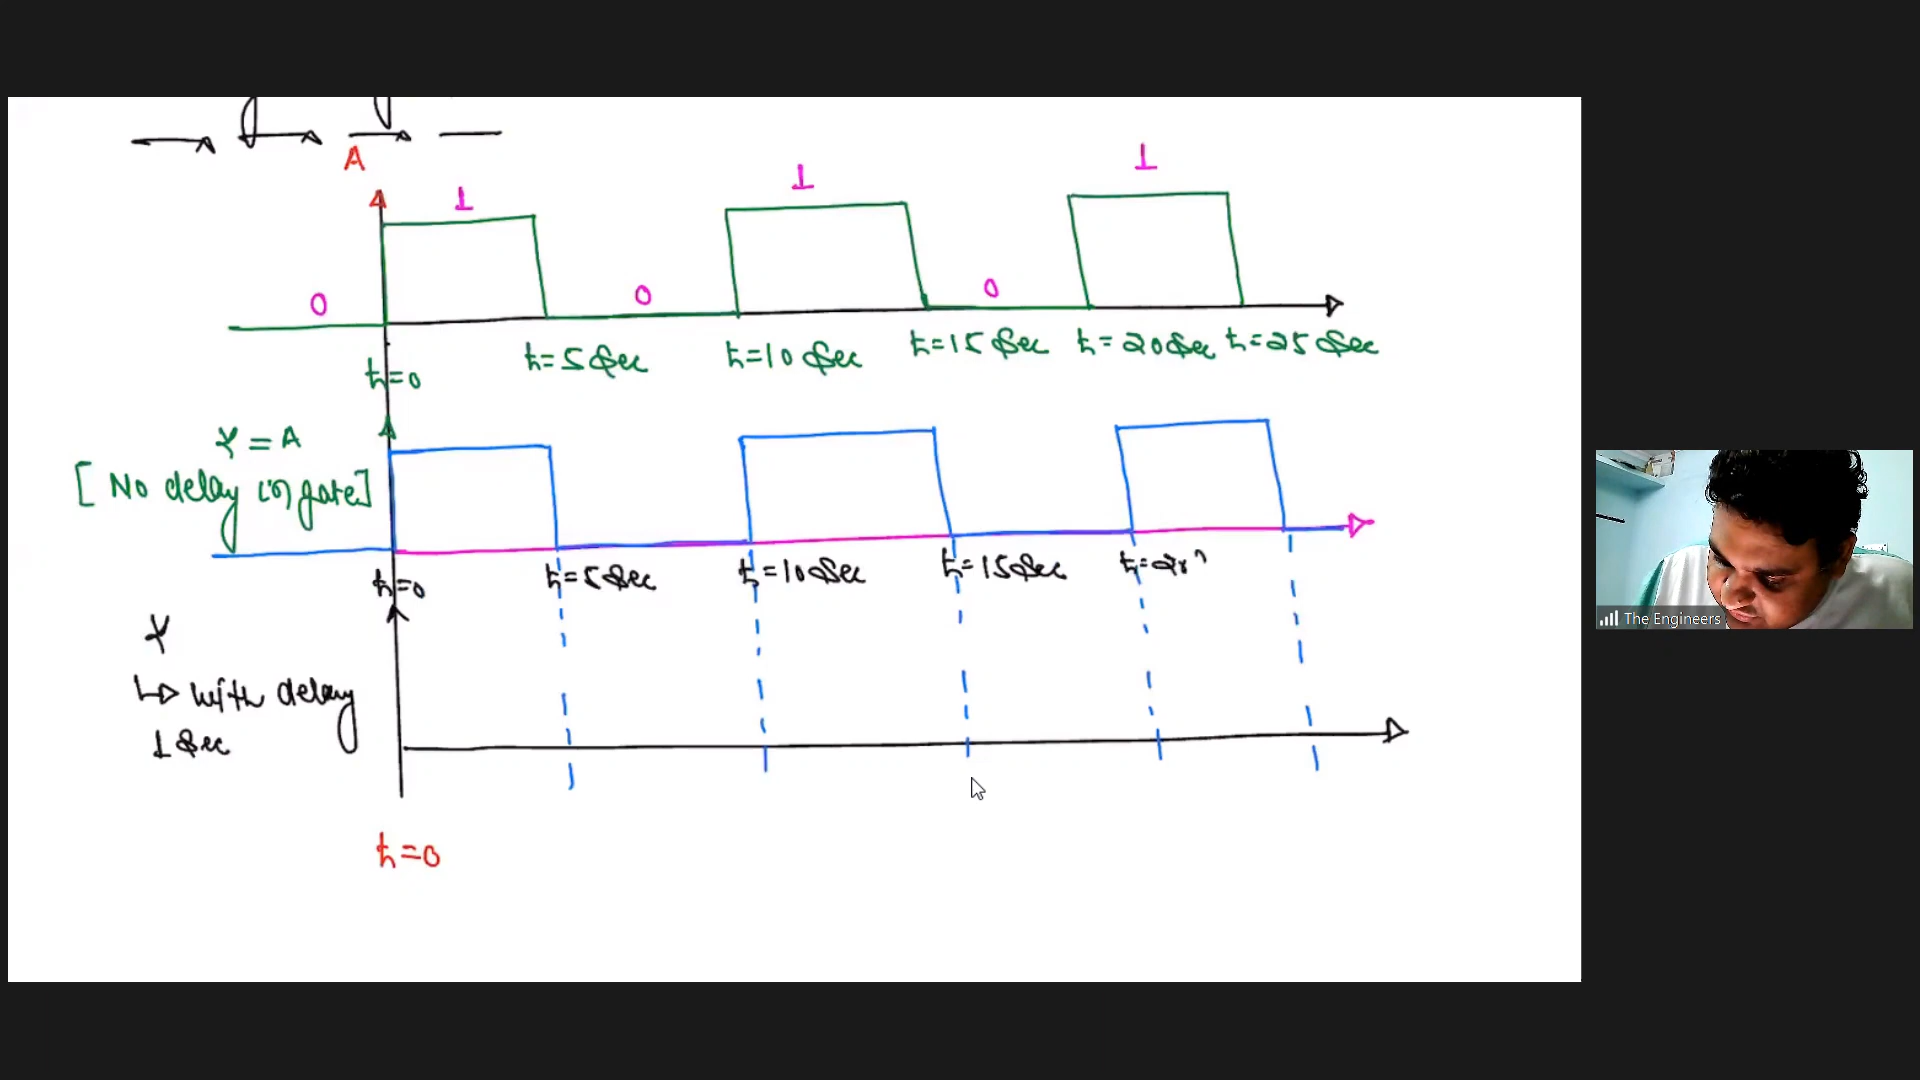 A
1 1 1
0 0 0
t=0 t=5 Sec t=10 Sec t=15 Sec t=20 Sec t=25 Sec
Y = A
[No delay in gate]
t=0 t=5 Sec t=10 Sec t=15 Sec
Y
↳ with delay
1 Sec
t=0
The Engineers